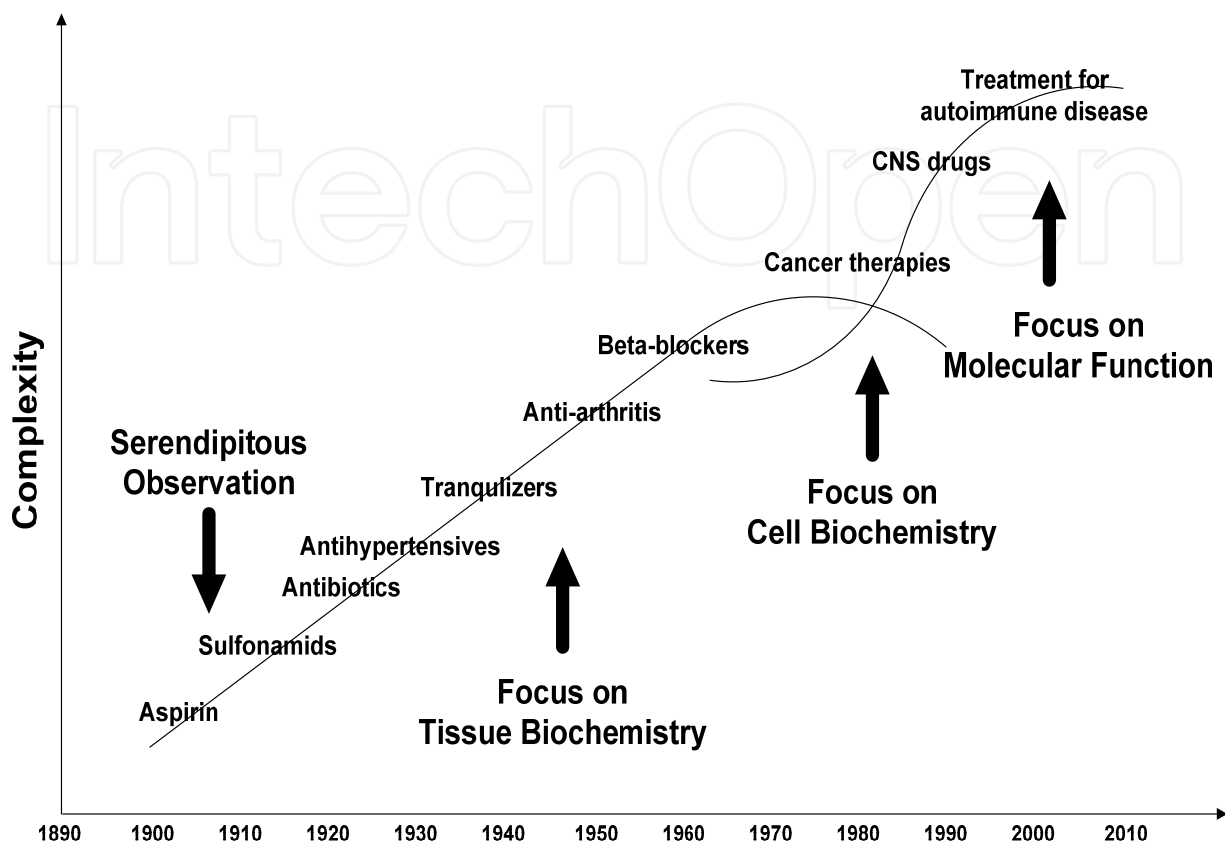 Treatment for
autoimmune disease
IntechOpen
CNS drugs
Cancer therapies
Focus on
Molecular Function
Beta-blockers
Anti-arthritis
Complexity
Serendipitous
Observation
Tranqulizers
Focus on
Cell Biochemistry
Antihypertensives
Antibiotics
Sulfonamids
Focus on
Tissue Biochemistry
Aspirin
1890 1900 1910 1920 1930 1940 1950 1960 1970 1980 1990 2000 2010